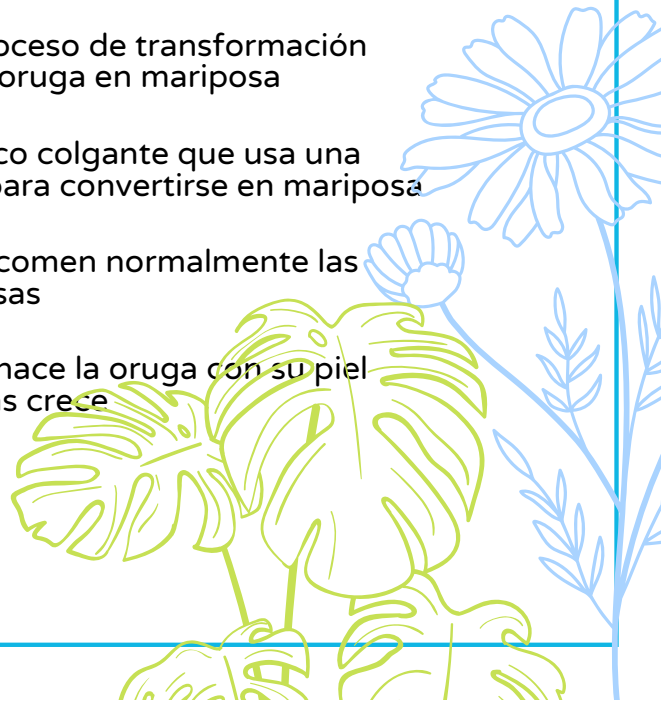 oceso de transformación
oruga en mariposa
co colgante que usa una
para convertirse en mariposa
comen normalmente las
sas
hace la oruga con su piel
as crece